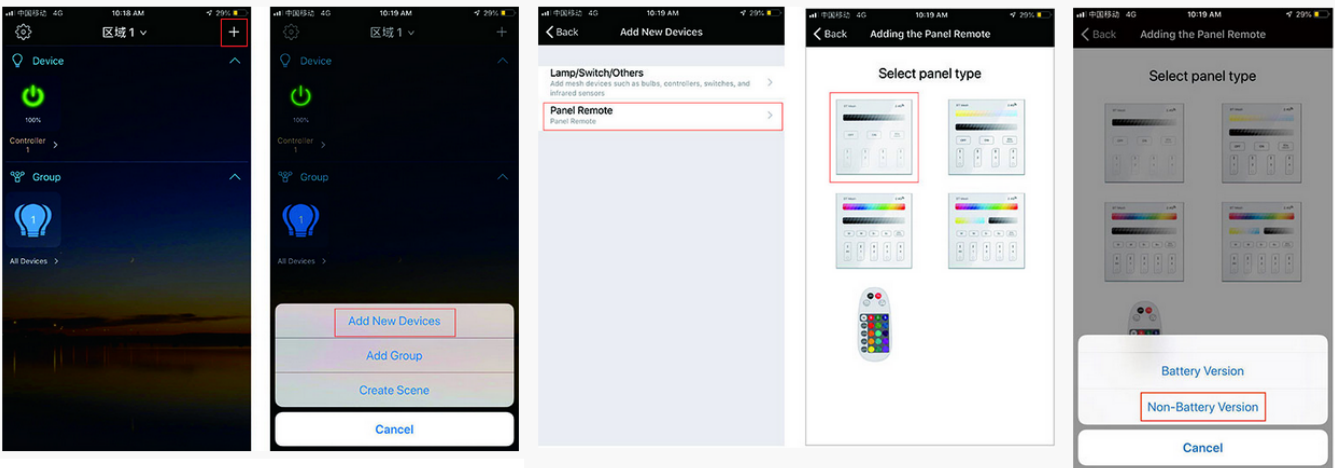 中国移动 4G 10:18 AM 29%
区域 1
+
Device
100%
Controller
1
Group
1
All Devices
中国移动 4G 10:19 AM 29%
区域 1
+
Device
100%
Controller
1
Group
1
All Devices
Add New Devices
Add Group
Create Scene
Cancel
中国移动 4G 10:19 AM 29%
Back Add New Devices
Lamp/Switch/Others
Add mesh devices such as bulbs, controllers, switches, and
infrared sensors
Panel Remote
Panel Remote
中国移动 4G 10:19 AM 29%
Back Adding the Panel Remote
Select panel type
中国移动 4G 10:19 AM 29%
Back Adding the Panel Remote
Select panel type
Battery Version
Non-Battery Version
Cancel